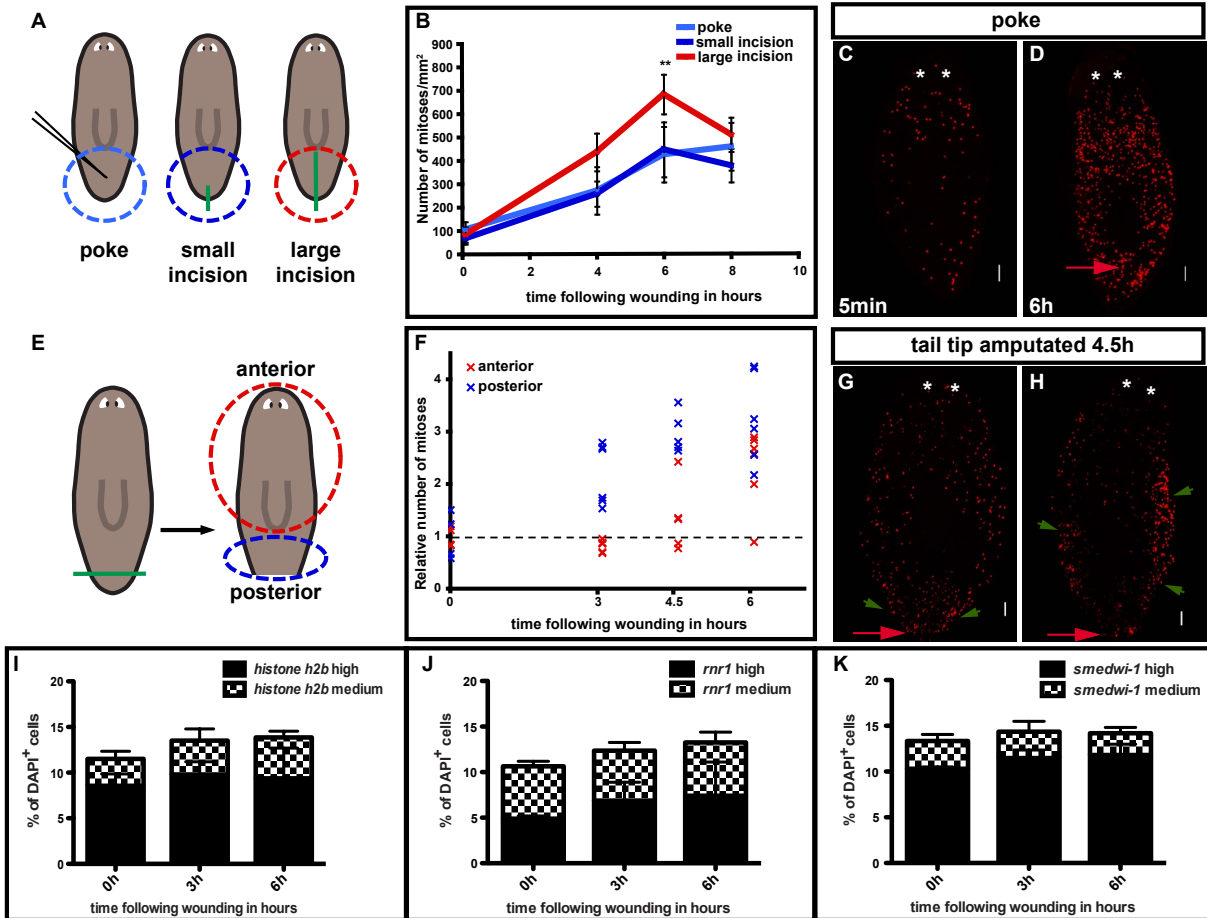 A
poke
small
incision
large
incision
B
poke
small incision
large incision
Number of mitoses/mm²
900
800
700
600
500
400
300
200
100
0
**
0 2 4 6 8 10
time following wounding in hours
poke
C
* *
5min
D
* *
6h
E
anterior
posterior
F
anterior
posterior
Relative number of mitoses
4
3
2
1
0
0 3 4.5 6
time following wounding in hours
tail tip amputated 4.5h
G
* *
H
* *
I
histone h2b high
histone h2b medium
% of DAPI⁺ cells
20
15
10
5
0
0h 3h 6h
time following wounding in hours
J
rnr1 high
rnr1 medium
% of DAPI⁺ cells
20
15
10
5
0
0h 3h 6h
time following wounding in hours
K
smedwi-1 high
smedwi-1 medium
% of DAPI⁺ cells
20
15
10
5
0
0h 3h 6h
time following wounding in hours